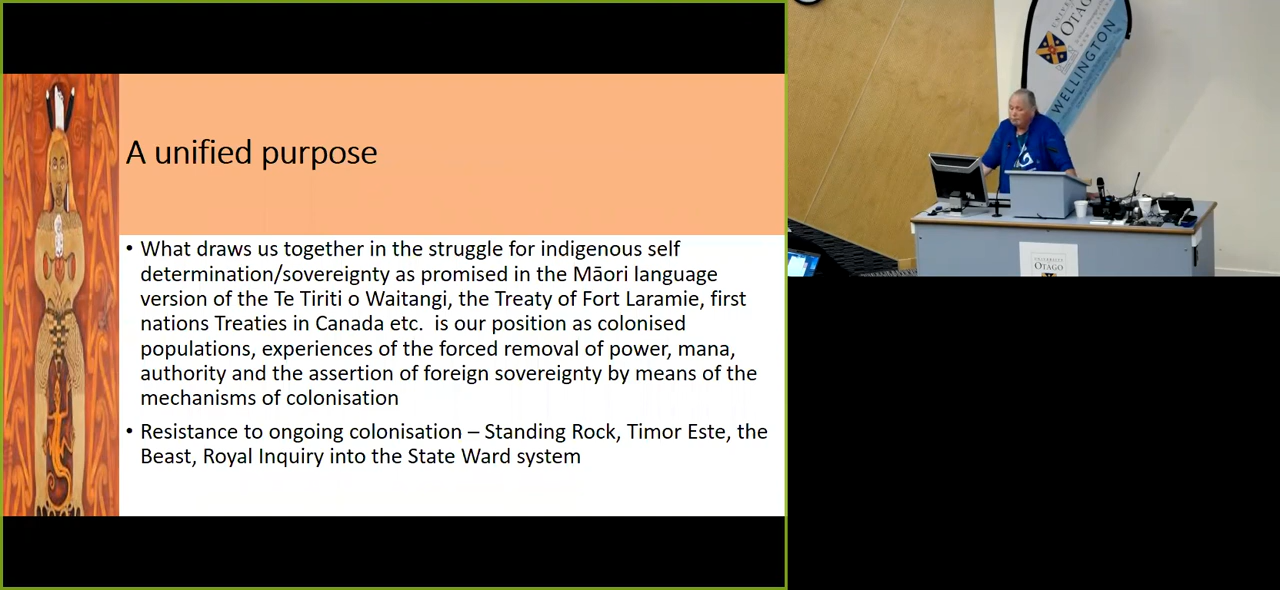 A unified purpose
• What draws us together in the struggle for indigenous self
determination/sovereignty as promised in the Māori language
version of the Te Tiriti o Waitangi, the Treaty of Fort Laramie, first
nations Treaties in Canada etc.  is our position as colonised
populations, experiences of the forced removal of power, mana,
authority and the assertion of foreign sovereignty by means of the
mechanisms of colonisation
• Resistance to ongoing colonisation – Standing Rock, Timor Este, the
Beast, Royal Inquiry into the State Ward system
OTAGO
WELLINGTON
UNIVERSITY
OTAGO